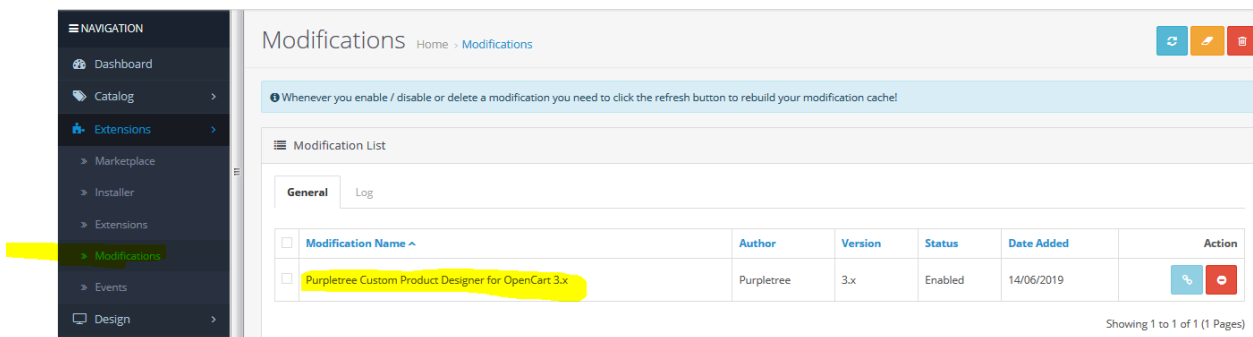 NAVIGATION
Dashboard
Catalog
Extensions
Marketplace
Installer
Extensions
Modifications
Events
Design
Modifications Home › Modifications
Whenever you enable / disable or delete a modification you need to click the refresh button to rebuild your modification cache!
Modification List
General Log
Modification Name Author Version Status Date Added Action
Purpletree Custom Product Designer for OpenCart 3.x Purpletree 3.x Enabled 14/06/2019
Showing 1 to 1 of 1 (1 Pages)